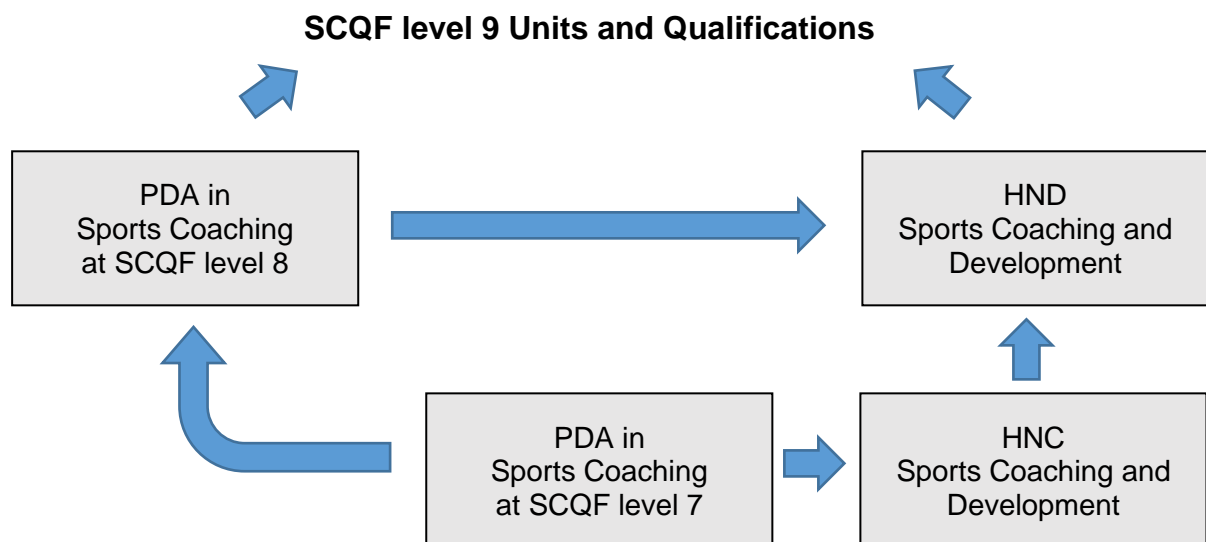 SCQF level 9 Units and Qualifications
PDA in
Sports Coaching
at SCQF level 8
HND
Sports Coaching and
Development
PDA in
Sports Coaching
at SCQF level 7
HNC
Sports Coaching and
Development